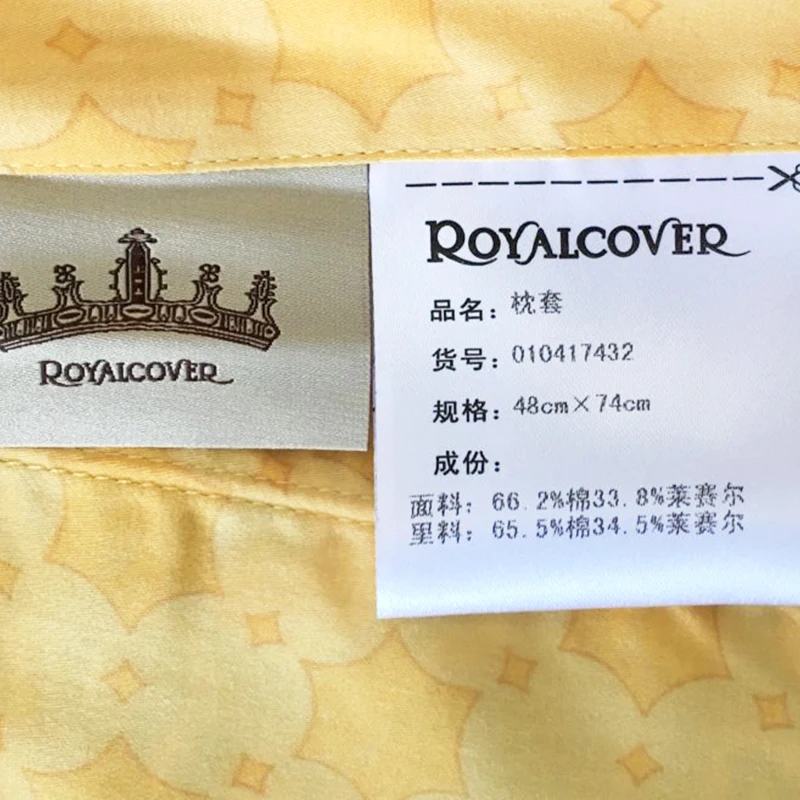 ROYALCOVER
ROYALCOVER
品名：枕套
货号：010417432
规格：48cm×74cm
成份：
面料：66.2%棉33.8%莱赛尔
里料：65.5%棉34.5%莱赛尔